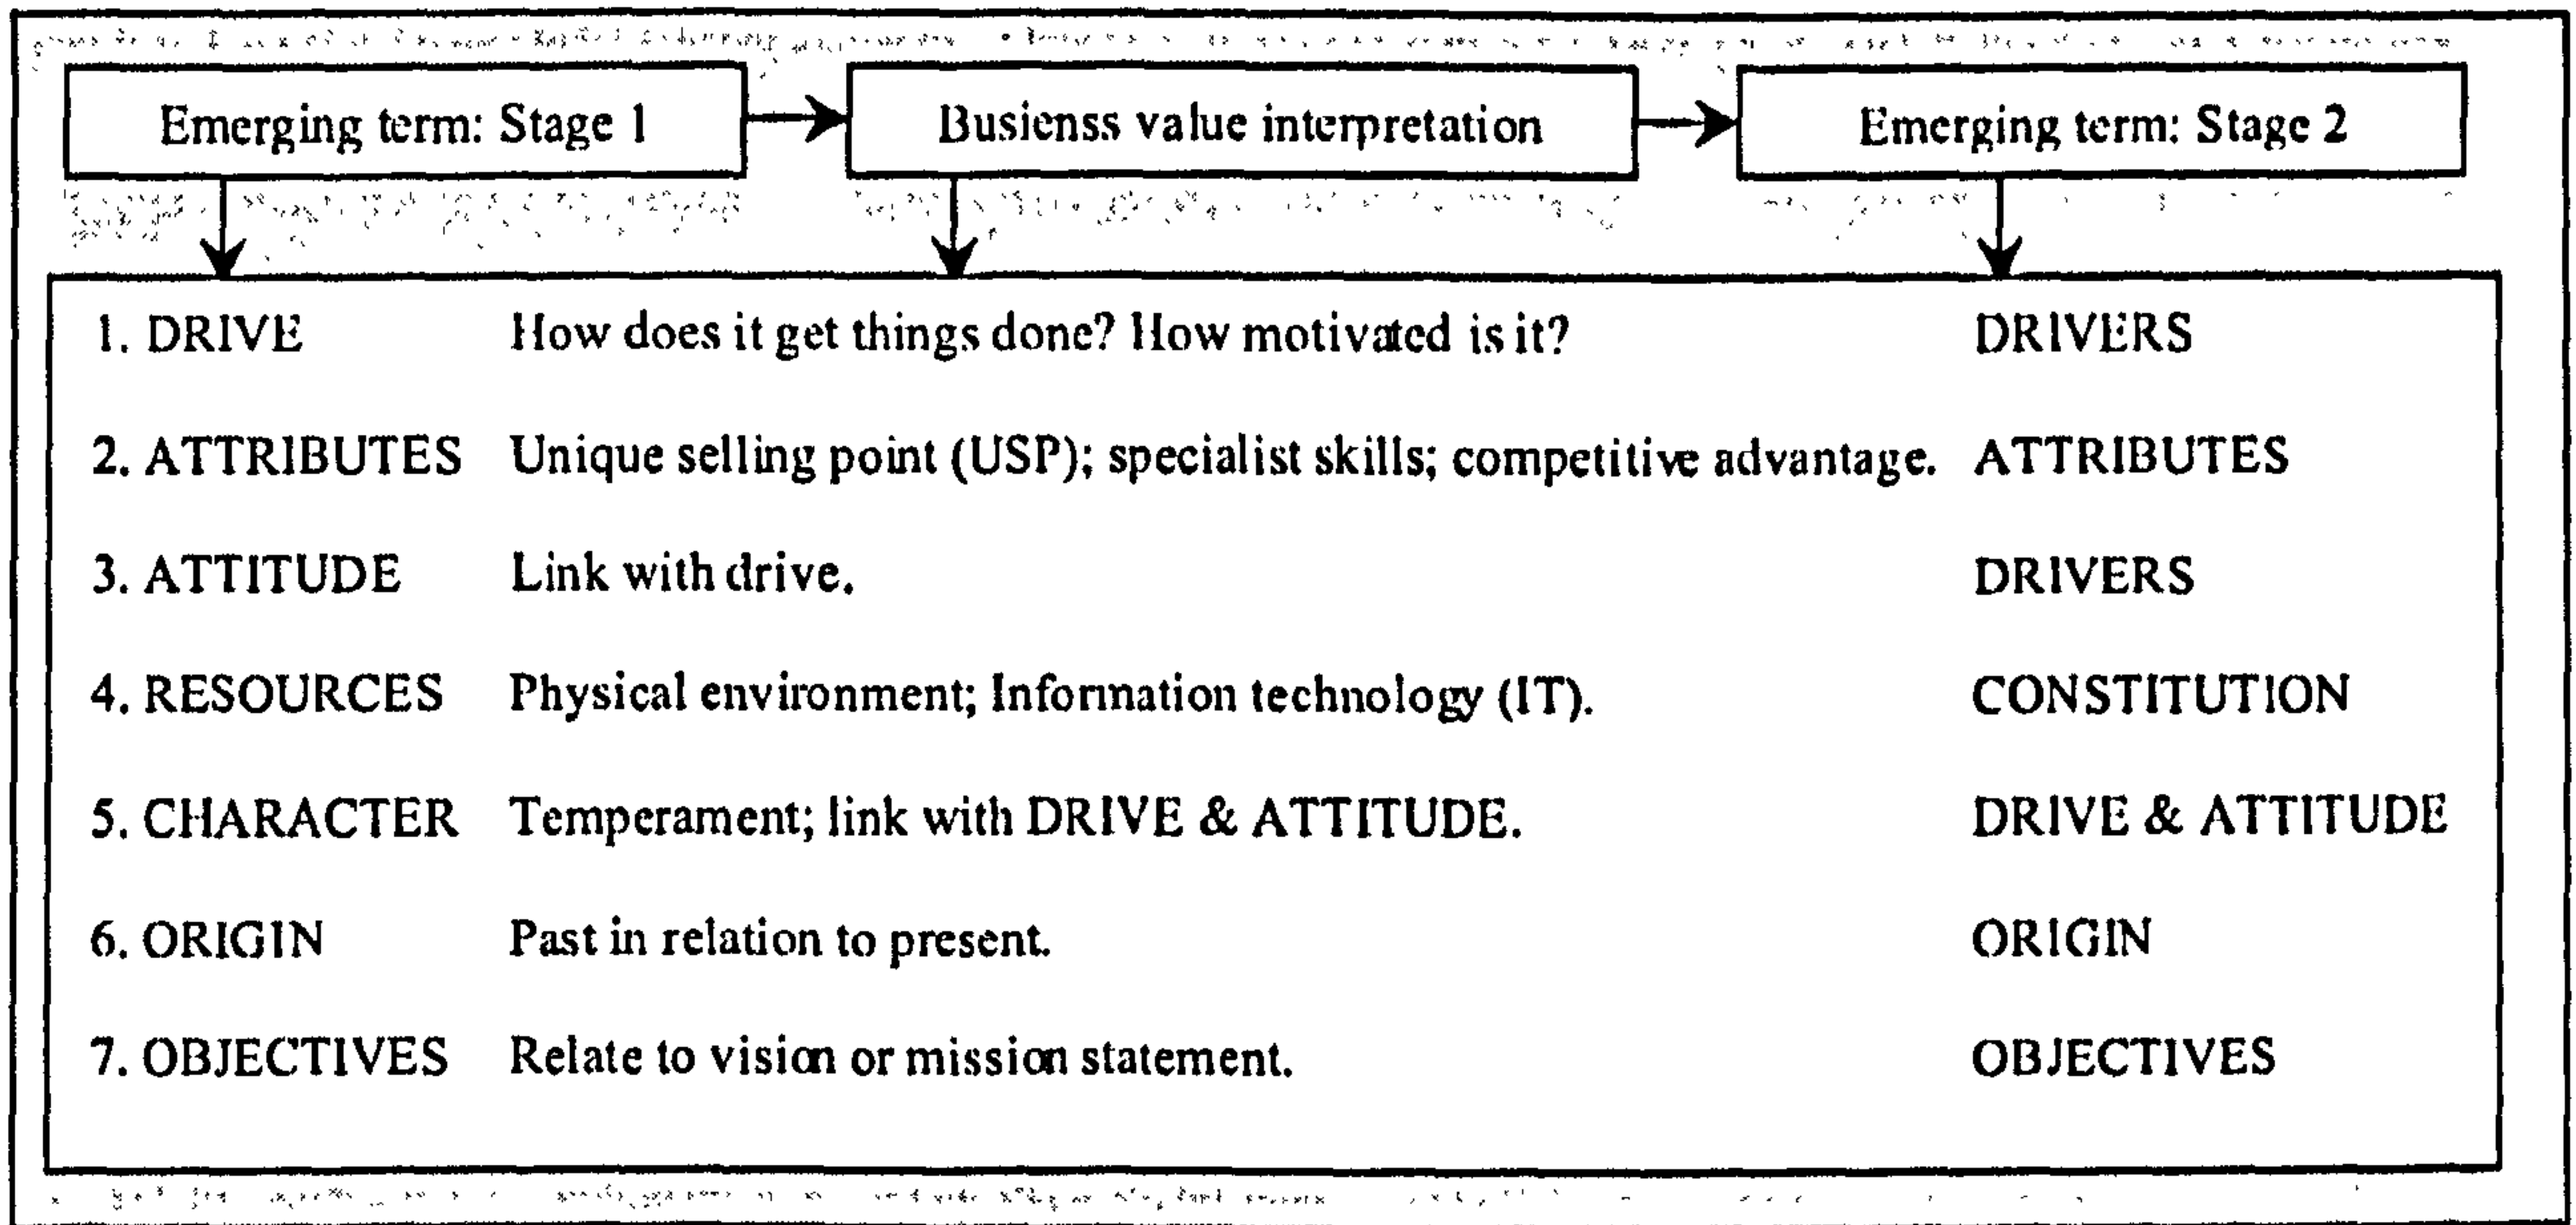 Emerging term: Stage 1 Busienss value interpretation Emerging term: Stage 2
1. DRIVE How does it get things done? How motivated is it? DRIVERS
2. ATTRIBUTES Unique selling point (USP); specialist skills; competitive advantage. ATTRIBUTES
3. ATTITUDE Link with drive. DRIVERS
4. RESOURCES Physical environment; Information technology (IT). CONSTITUTION
5. CHARACTER Temperament; link with DRIVE & ATTITUDE. DRIVE & ATTITUDE
6. ORIGIN Past in relation to present. ORIGIN
7. OBJECTIVES Relate to vision or mission statement. OBJECTIVES